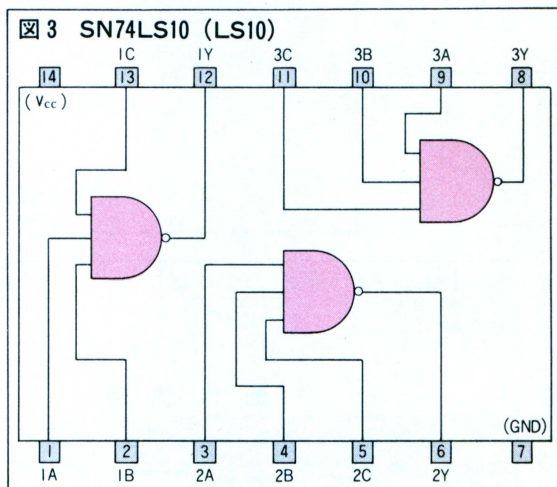 図3 SN74LS10 (LS10)
1C 1Y 3C 3B 3A 3Y
14 13 12 11 10 9 8
(Vcc)
(GND)
1 2 3 4 5 6 7
1A 1B 2A 2B 2C 2Y